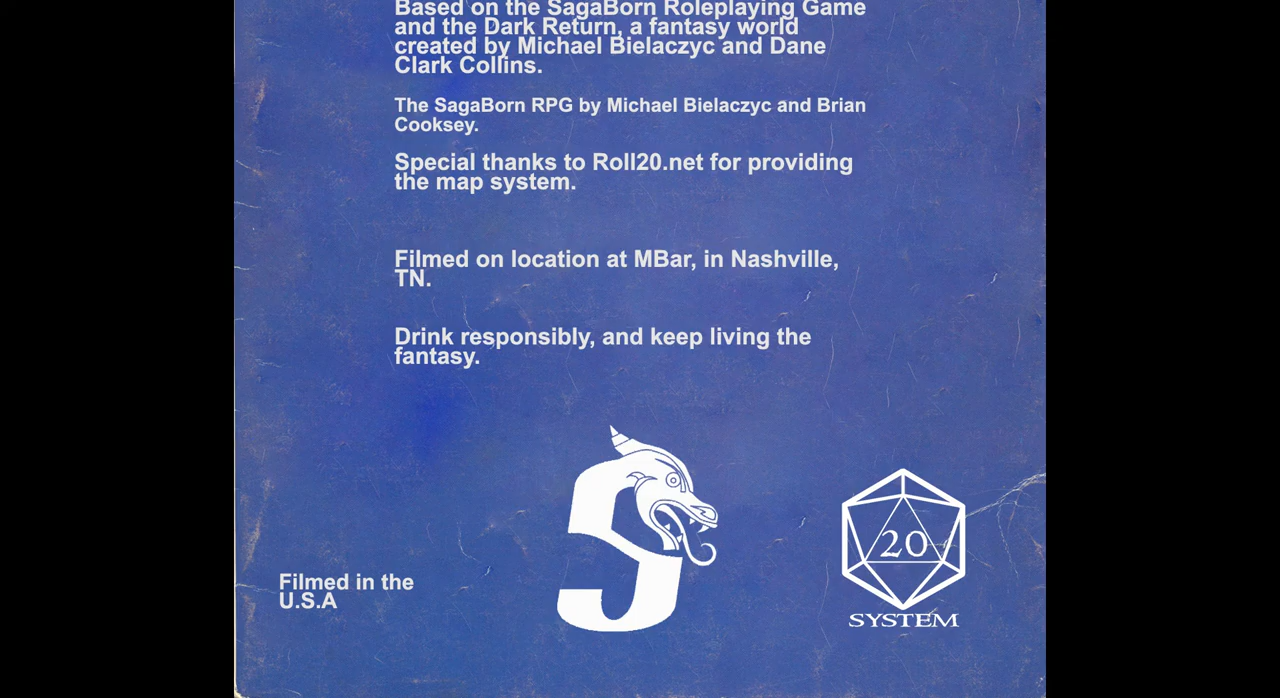 Based on the SagaBorn Roleplaying Game
and the Dark Return, a fantasy world
created by Michael Bielaczyc and Dane
Clark Collins.
The SagaBorn RPG by Michael Bielaczyc and Brian
Cooksey.
Special thanks to Roll20.net for providing
the map system.
Filmed on location at MBar, in Nashville,
TN.
Drink responsibly, and keep living the
fantasy.
S
20
SYSTEM
Filmed in the
U.S.A